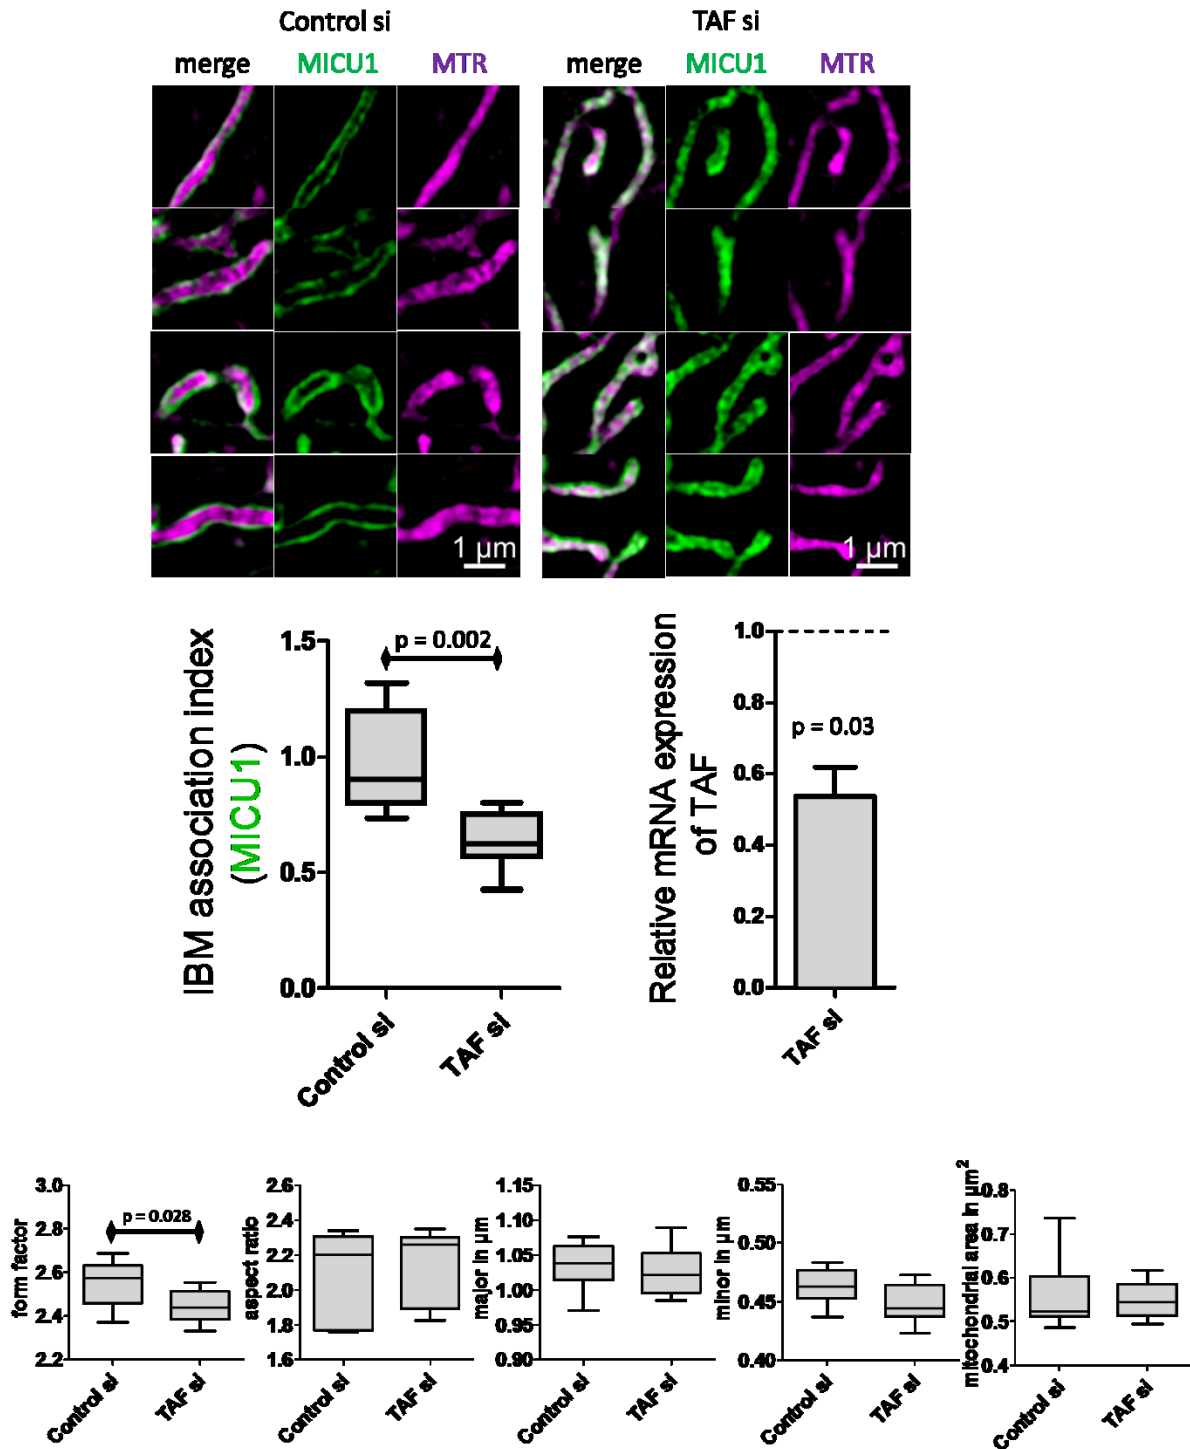 Control si
TAF si
merge MICU1 MTR
merge MICU1 MTR
1 µm
1 µm
IBM association index
(MICU1)
1.5
1.0
0.5
0.0
p = 0.002
Control si
TAF si
Relative mRNA expression
of TAF
1.0
0.8
0.6
0.4
0.2
0.0
p = 0.03
TAF si
form factor
3.0
2.8
2.6
2.4
2.2
p = 0.028
Control si
TAF si
aspect ratio
2.6
2.4
2.2
2.0
1.8
1.6
Control si
TAF si
major in µm
1.15
1.10
1.05
1.00
0.95
0.90
Control si
TAF si
minor in µm
0.55
0.50
0.45
0.40
Control si
TAF si
mitochondrial area in µm²
0.8
0.7
0.6
0.5
0.4
Control si
TAF si